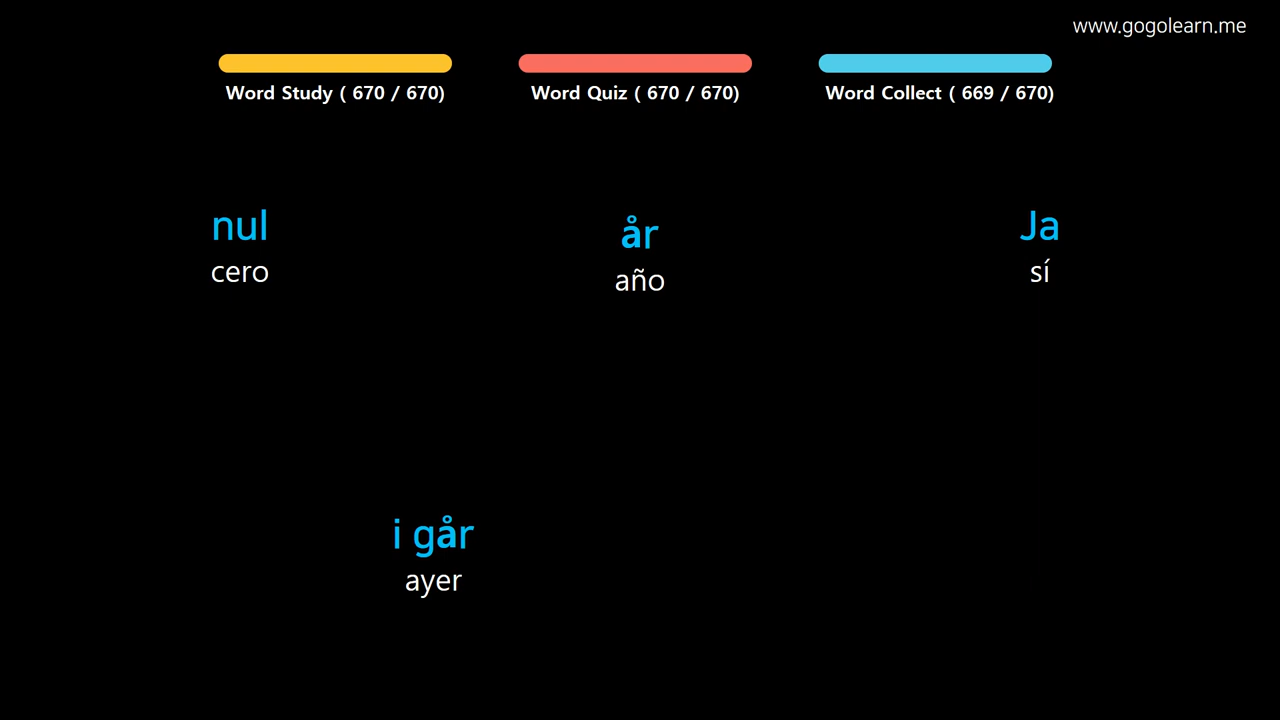 www.gogolearn.me
Word Study ( 670 / 670)
Word Quiz ( 670 / 670)
Word Collect ( 669 / 670)
nul
cero
år
año
Ja
sí
i går
ayer